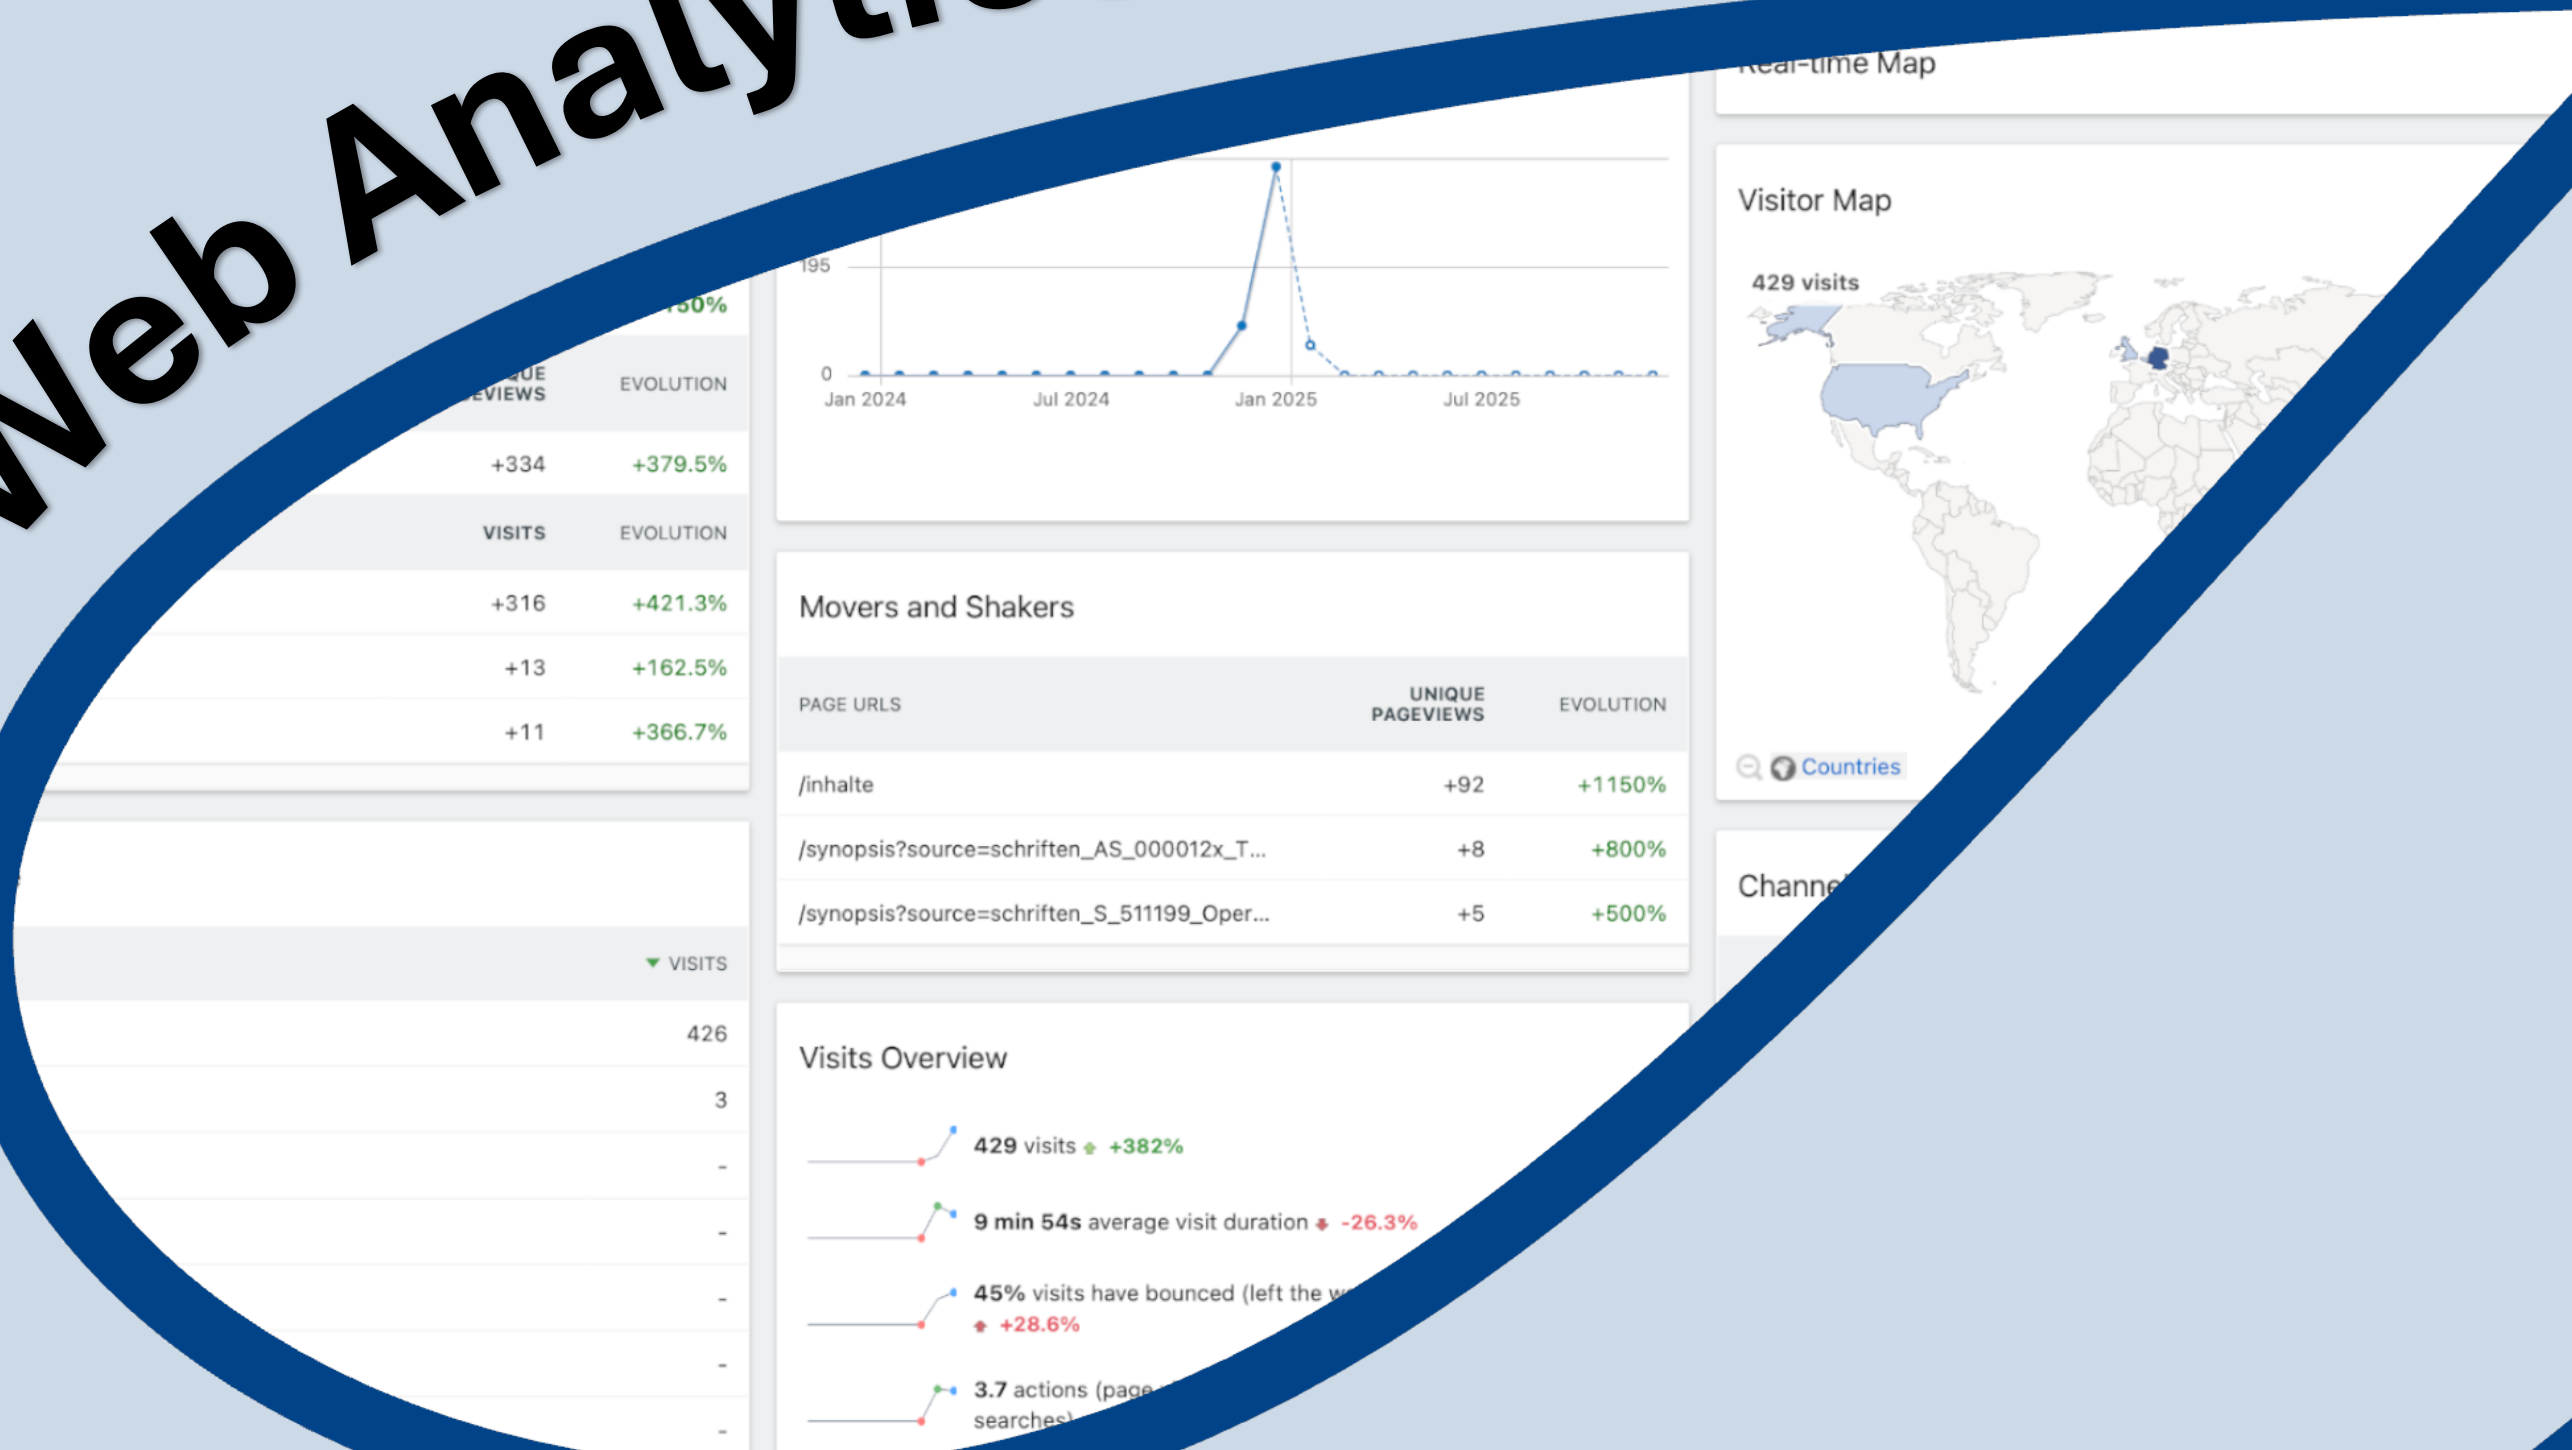 Web
Real-time Map
195
0
Jan 2024 Jul 2024 Jan 2025 Jul 2025
EVOLUTION
+334 +379.5%
VISITS EVOLUTION
+316 +421.3%
+13 +162.5%
+11 +366.7%
VISITS
426
3
-
-
-
-
-
Movers and Shakers
PAGE URLS UNIQUE PAGEVIEWS EVOLUTION
/inhalte +92 +1150%
/synopsis?source=schriften_AS_000012x_T... +8 +800%
/synopsis?source=schriften_S_511199_Oper... +5 +500%
Visits Overview
429 visits +382%
9 min 54s average visit duration -26.3%
45% visits have bounced (left the
+28.6%
3.7 actions (page
searches)
Visitor Map
429 visits
Countries